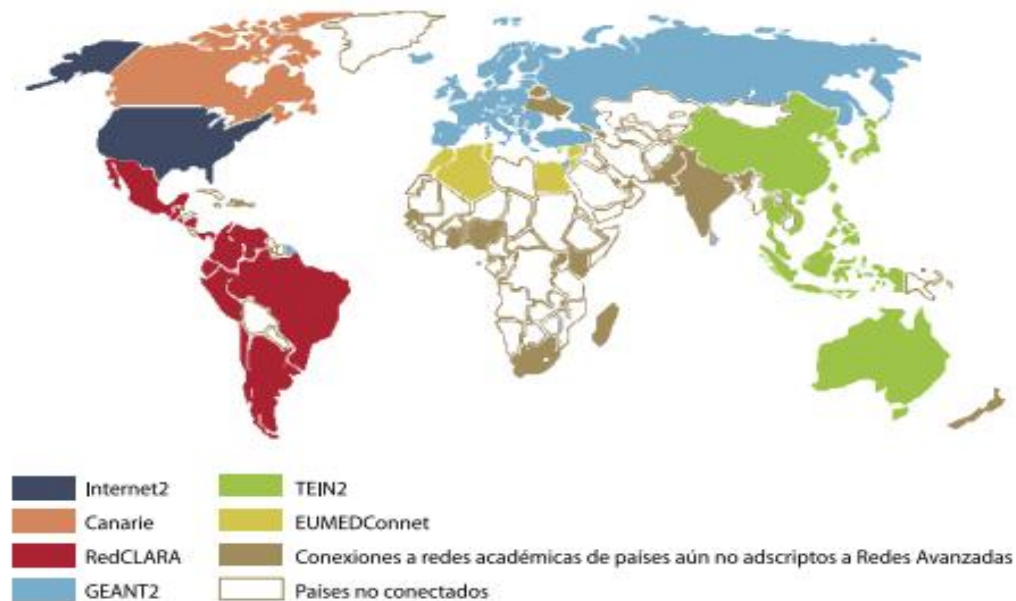 Internet2
Canarie
RedCLARA
GEANT2
TEIN2
EUMEDConnet
Conexiones a redes académicas de países aún no adscriptos a Redes Avanzadas
Países no conectados